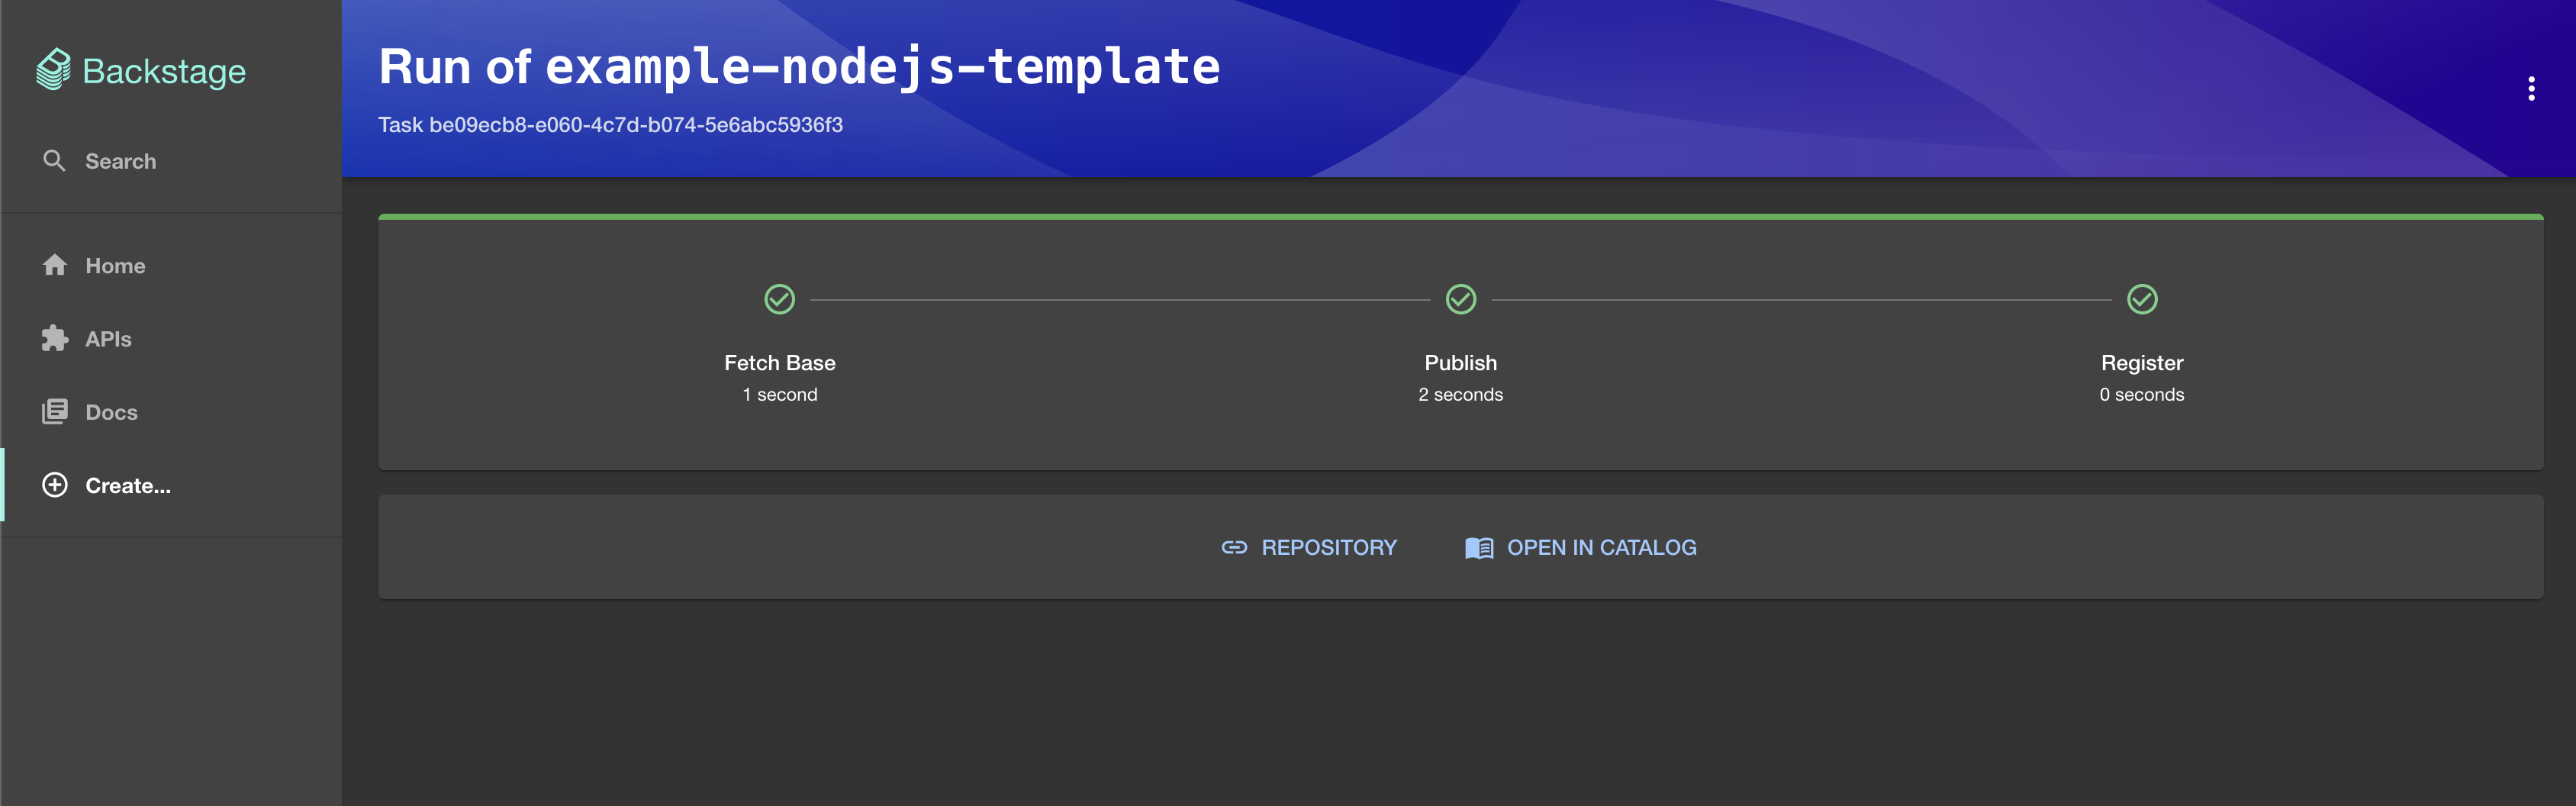 Backstage
Search
Home
APIs
Docs
Create...
Run of example-nodejs-template
Task be09ecb8-e060-4c7d-b074-5e6abc5936f3
Fetch Base
1 second
Publish
2 seconds
Register
0 seconds
REPOSITORY
OPEN IN CATALOG